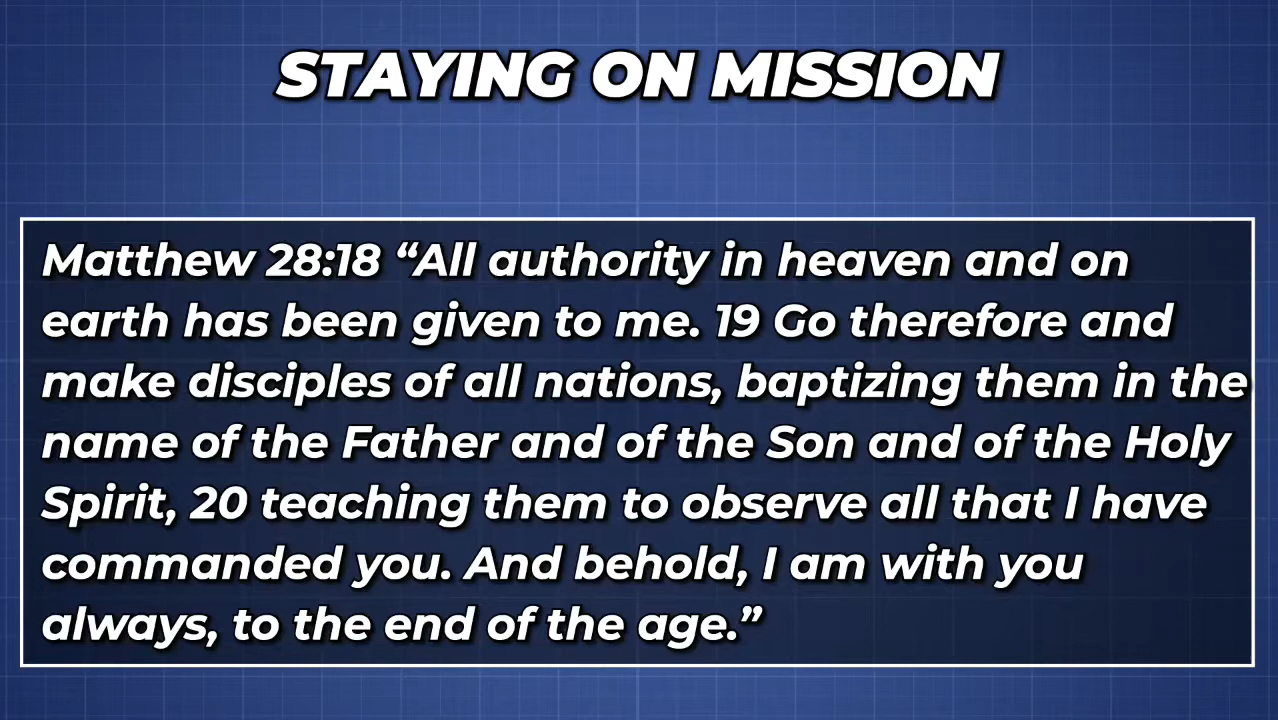 STAYING ON MISSION
Matthew 28:18 “All authority in heaven and on
earth has been given to me. 19 Go therefore and
make disciples of all nations, baptizing them in the
name of the Father and of the Son and of the Holy
Spirit, 20 teaching them to observe all that I have
commanded you. And behold, I am with you
always, to the end of the age.”